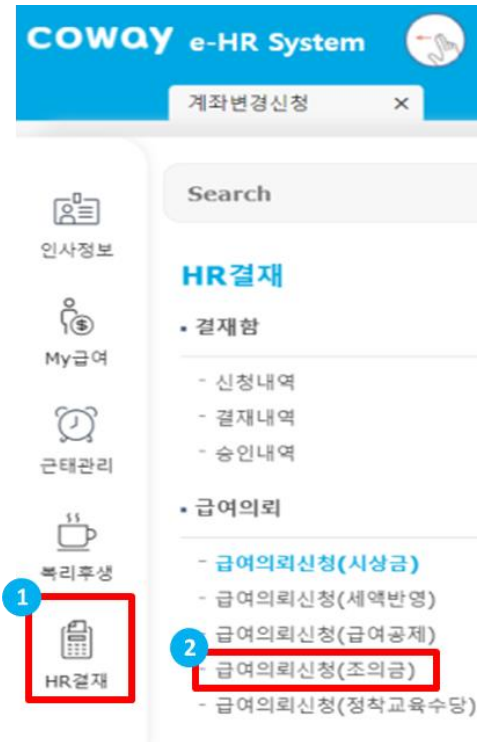 coway e-HR System
계좌변경신청 ×
Search
인사정보
HR결재
• 결재함
My급여
- 신청내역
- 결재내역
근태관리
- 승인내역
• 급여의뢰
복리후생
- 급여의뢰신청(시상금)
1
- 급여의뢰신청(세액반영)
2
- 급여의뢰신청(급여공제)
HR결재
- 급여의뢰신청(조의금)
- 급여의뢰신청(정착교육수당)